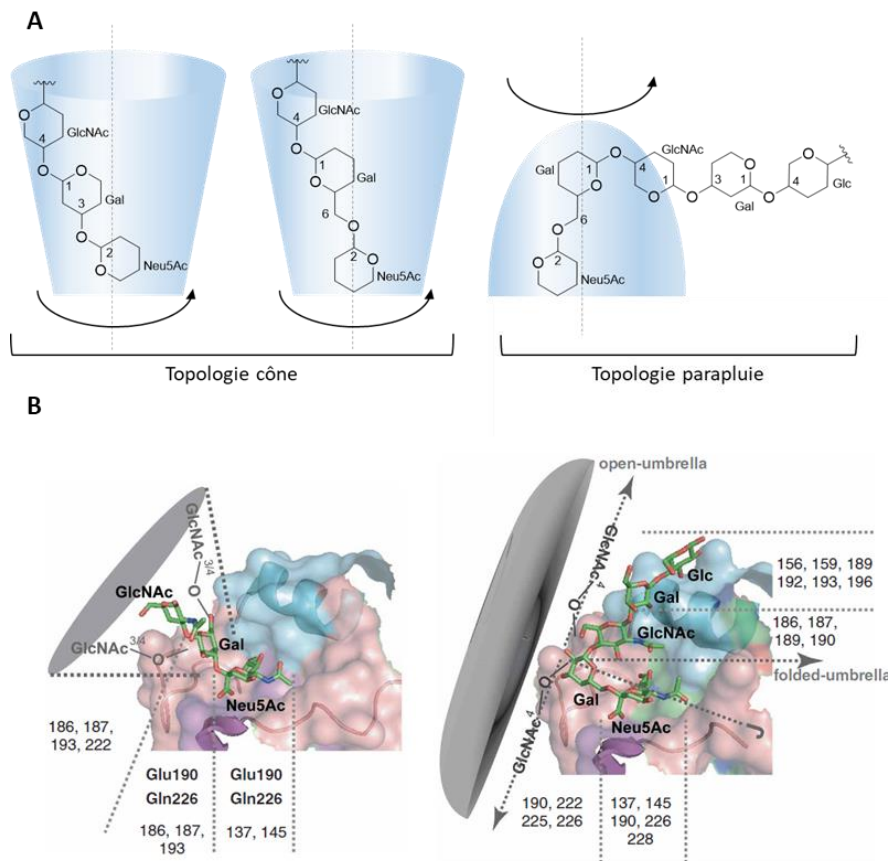 A
GlcNAc
4
O
O
1
3
Gal
O
O
2
O
Neu5Ac
O
4
GlcNAc
O
1
O
Gal
6
O
2
O
Neu5Ac
GlcNAc
Gal
1
O
4
O
1
O
3
O
1
O
4
O
Gal
Glc
6
O
2
O
Neu5Ac
Topologie cône
Topologie parapluie
B
GlcNAc
3/4
O
GlcNAc
Gal
GlcNAc
3/4
O
Neu5Ac
186, 187,
193, 222
Glu190
Gln226
186, 187,
193
Glu190
Gln226
137, 145
open-umbrella
GlcNAc
4
O
Glc
Gal
GlcNAc
156, 159, 189
192, 193, 196
186, 187,
189, 190
folded-umbrella
O
4
GlcNAc
Gal
Neu5Ac
190, 222
225, 226
137, 145
190, 226
228